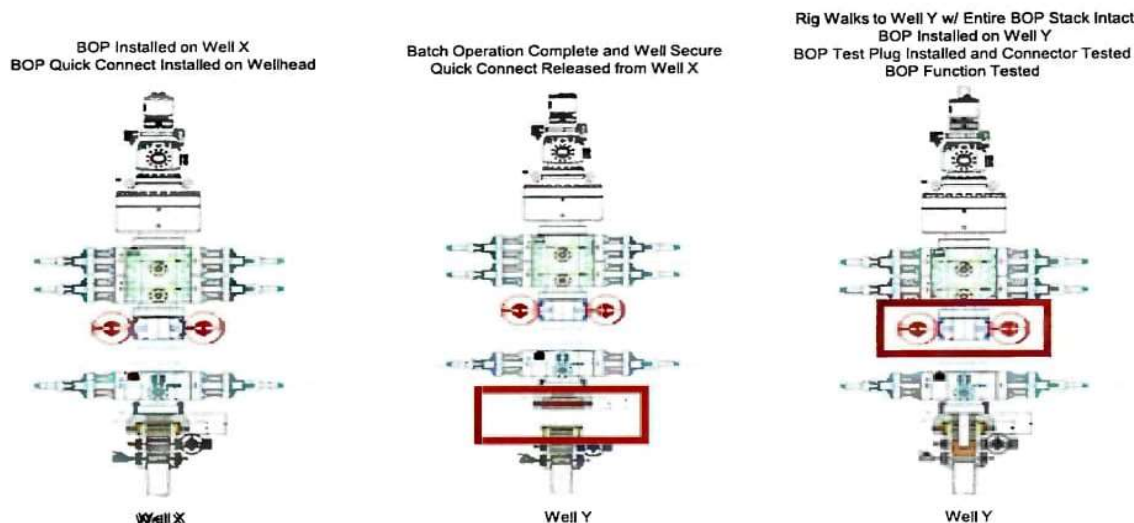 BOP Installed on Well X
BOP Quick Connect Installed on Wellhead
Batch Operation Complete and Well Secure
Quick Connect Released from Well X
Rig Walks to Well Y w/ Entire BOP Stack Intact
BOP Installed on Well Y
BOP Test Plug Installed and Connector Tested
BOP Function Tested
Well X
Well Y
Well Y